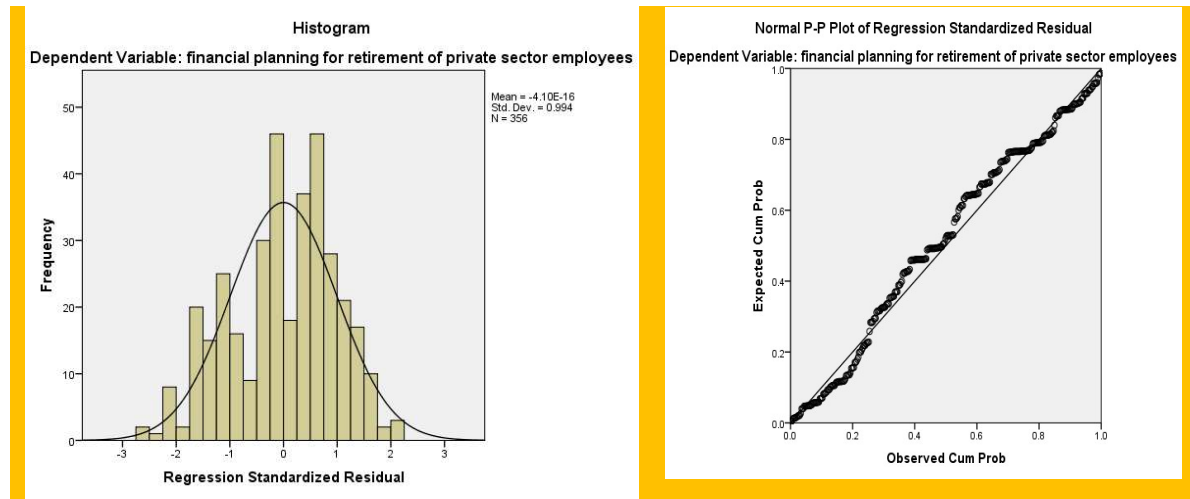 Histogram
Dependent Variable: financial planning for retirement of private sector employees
Mean = -4.10E-16
Std. Dev. = 0.994
N = 356
50
40
30
20
10
0
Frequency
-3 -2 -1 0 1 2 3
Regression Standardized Residual
Normal P-P Plot of Regression Standardized Residual
Dependent Variable: financial planning for retirement of private sector employees
1.0
0.8
0.6
0.4
0.2
0.0
Expected Cum Prob
0.0 0.2 0.4 0.6 0.8 1.0
Observed Cum Prob